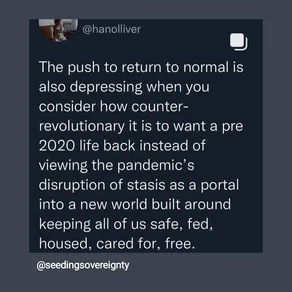 @hanolliver
The push to return to normal is
also depressing when you
consider how counter-
revolutionary it is to want a pre
2020 life back instead of
viewing the pandemic's
disruption of stasis as a portal
into a new world built around
keeping all of us safe, fed,
housed, cared for, free.
@seedingsovereignty